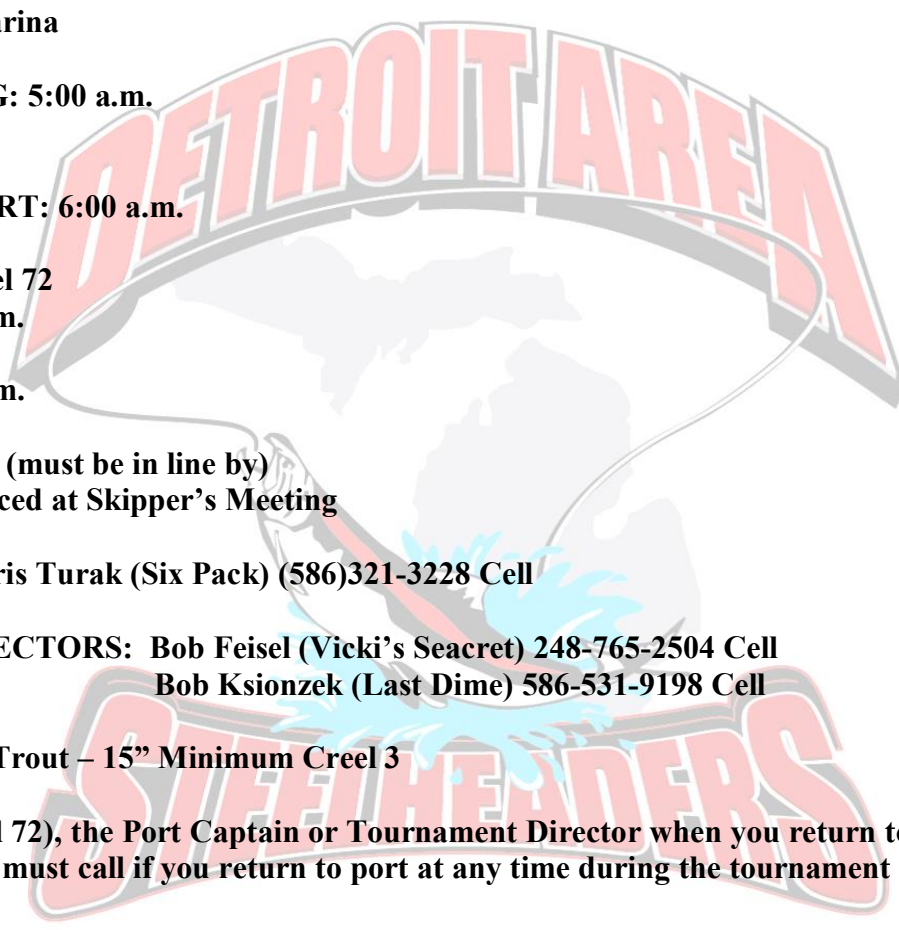 DETROIT AREA
arina
G: 5:00 a.m.
RT: 6:00 a.m.
el 72
m.
m.
(must be in line by)
ced at Skipper’s Meeting
ris Turak (Six Pack) (586)321-3228 Cell
ECTORS: Bob Feisel (Vicki’s Seacret) 248-765-2504 Cell
Bob Ksionzek (Last Dime) 586-531-9198 Cell
Trout – 15” Minimum Creel 3
STEELHEADERS
l 72), the Port Captain or Tournament Director when you return to
must call if you return to port at any time during the tournament